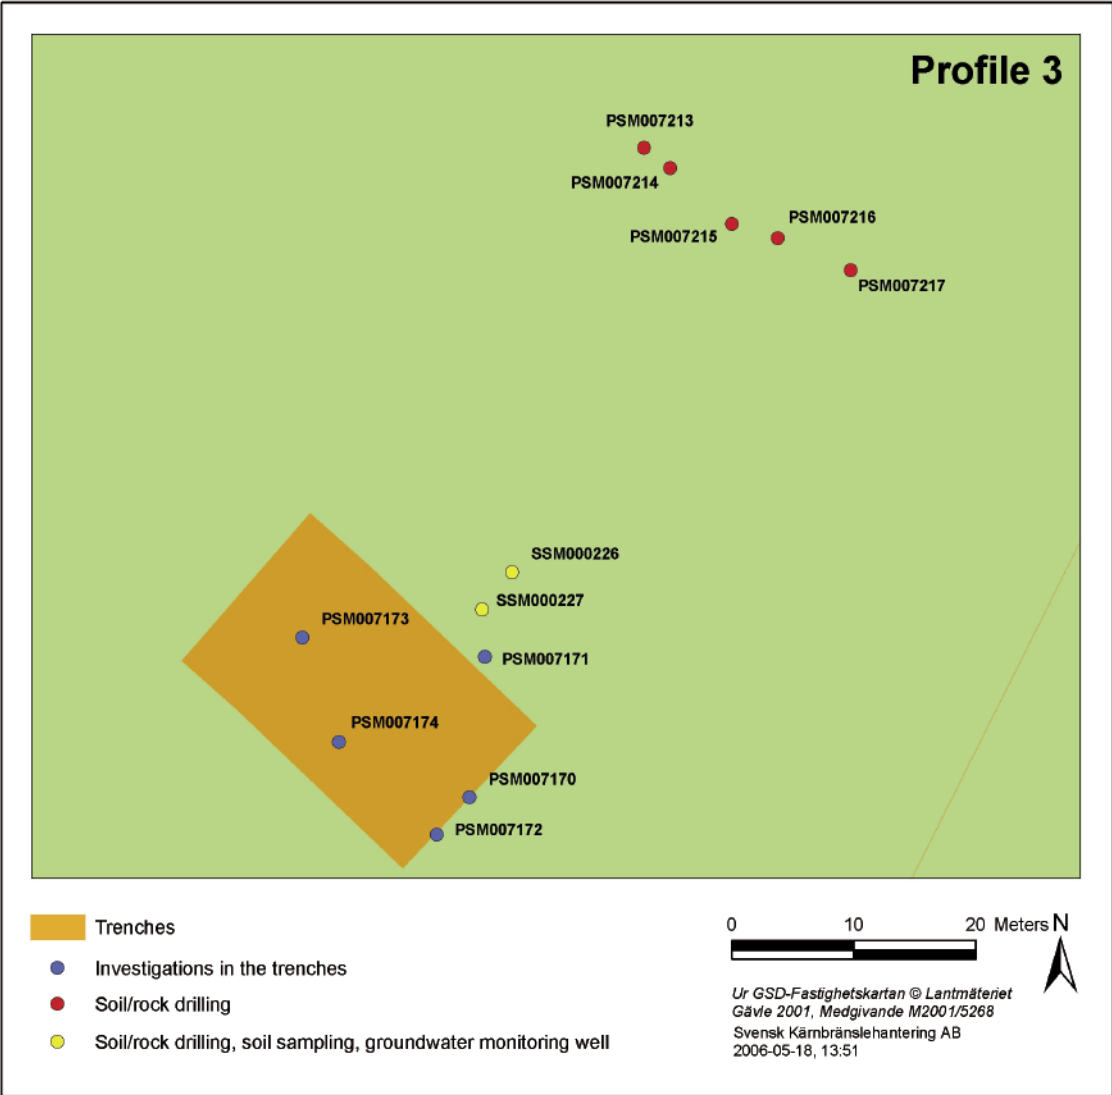 Profile 3
PSM007213
PSM007214
PSM007216
PSM007215
PSM007217
SSM000226
SSM000227
PSM007173
PSM007171
PSM007174
PSM007170
PSM007172
Trenches
Investigations in the trenches
Soil/rock drilling
Soil/rock drilling, soil sampling, groundwater monitoring well
0 10 20 Meters N
Ur GSD-Fastighetskartan © Lantmäteriet
Gävle 2001, Medgivande M2001/5268
Svensk Kärnbränslehantering AB
2006-05-18, 13:51